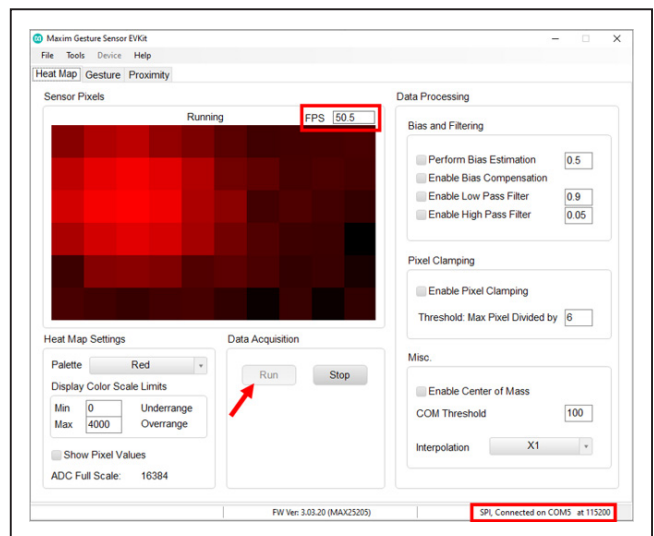 Maxim Gesture Sensor EVKit
File Tools Device Help
Heat Map Gesture Proximity
Sensor Pixels
Running FPS 50.5
Heat Map Settings
Palette Red
Display Color Scale Limits
Min 0 Underrange
Max 4000 Overrange
Show Pixel Values
ADC Full Scale: 16384
Data Acquisition
Run Stop
Data Processing
Bias and Filtering
Perform Bias Estimation 0.5
Enable Bias Compensation
Enable Low Pass Filter 0.9
Enable High Pass Filter 0.05
Pixel Clamping
Enable Pixel Clamping
Threshold: Max Pixel Divided by 6
Misc.
Enable Center of Mass
COM Threshold 100
Interpolation X1
FW Ver: 3.03.20 (MAX25205) SPI, Connected on COM5 at 115200